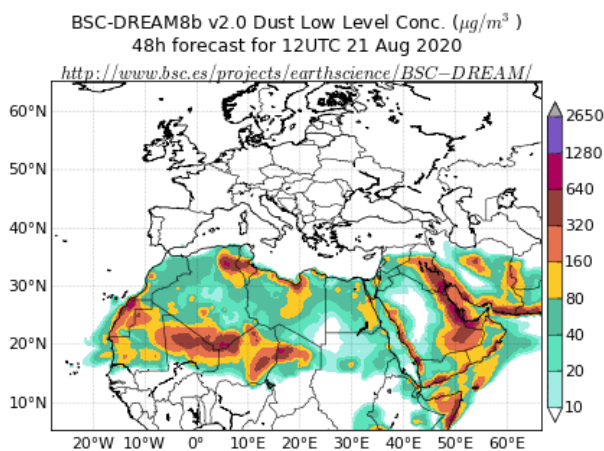 BSC-DREAM8b v2.0 Dust Low Level Conc. (μg/m³ )
48h forecast for 12UTC 21 Aug 2020
http://www.bsc.es/projects/earthscience/BSC−DREAM/
60°N
50°N
40°N
30°N
20°N
10°N
20°W 10°W 0° 10°E 20°E 30°E 40°E 50°E 60°E
2650
1280
640
320
160
80
40
20
10